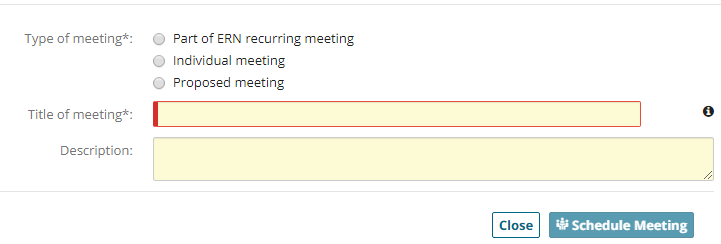 Type of meeting*:
Part of ERN recurring meeting
Individual meeting
Proposed meeting
Title of meeting*:
Description:
Close
Schedule Meeting